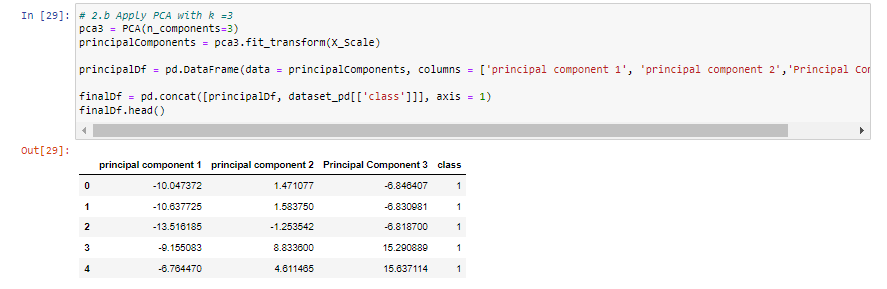 In [29]: # 2.b Apply PCA with k =3
pca3 = PCA(n_components=3)
principalComponents = pca3.fit_transform(X_Scale)
principalDf = pd.DataFrame(data = principalComponents, columns = ['principal component 1', 'principal component 2','Principal Cor
finalDf = pd.concat([principalDf, dataset_pd[['class']]], axis = 1)
finalDf.head()
Out[29]:
principal component 1 principal component 2 Principal Component 3 class
0 -10.047372 1.471077 -6.846407 1
1 -10.637725 1.583750 -6.830981 1
2 -13.516185 -1.253542 -6.818700 1
3 -9.155083 8.833600 15.290889 1
4 -6.764470 4.611465 15.637114 1